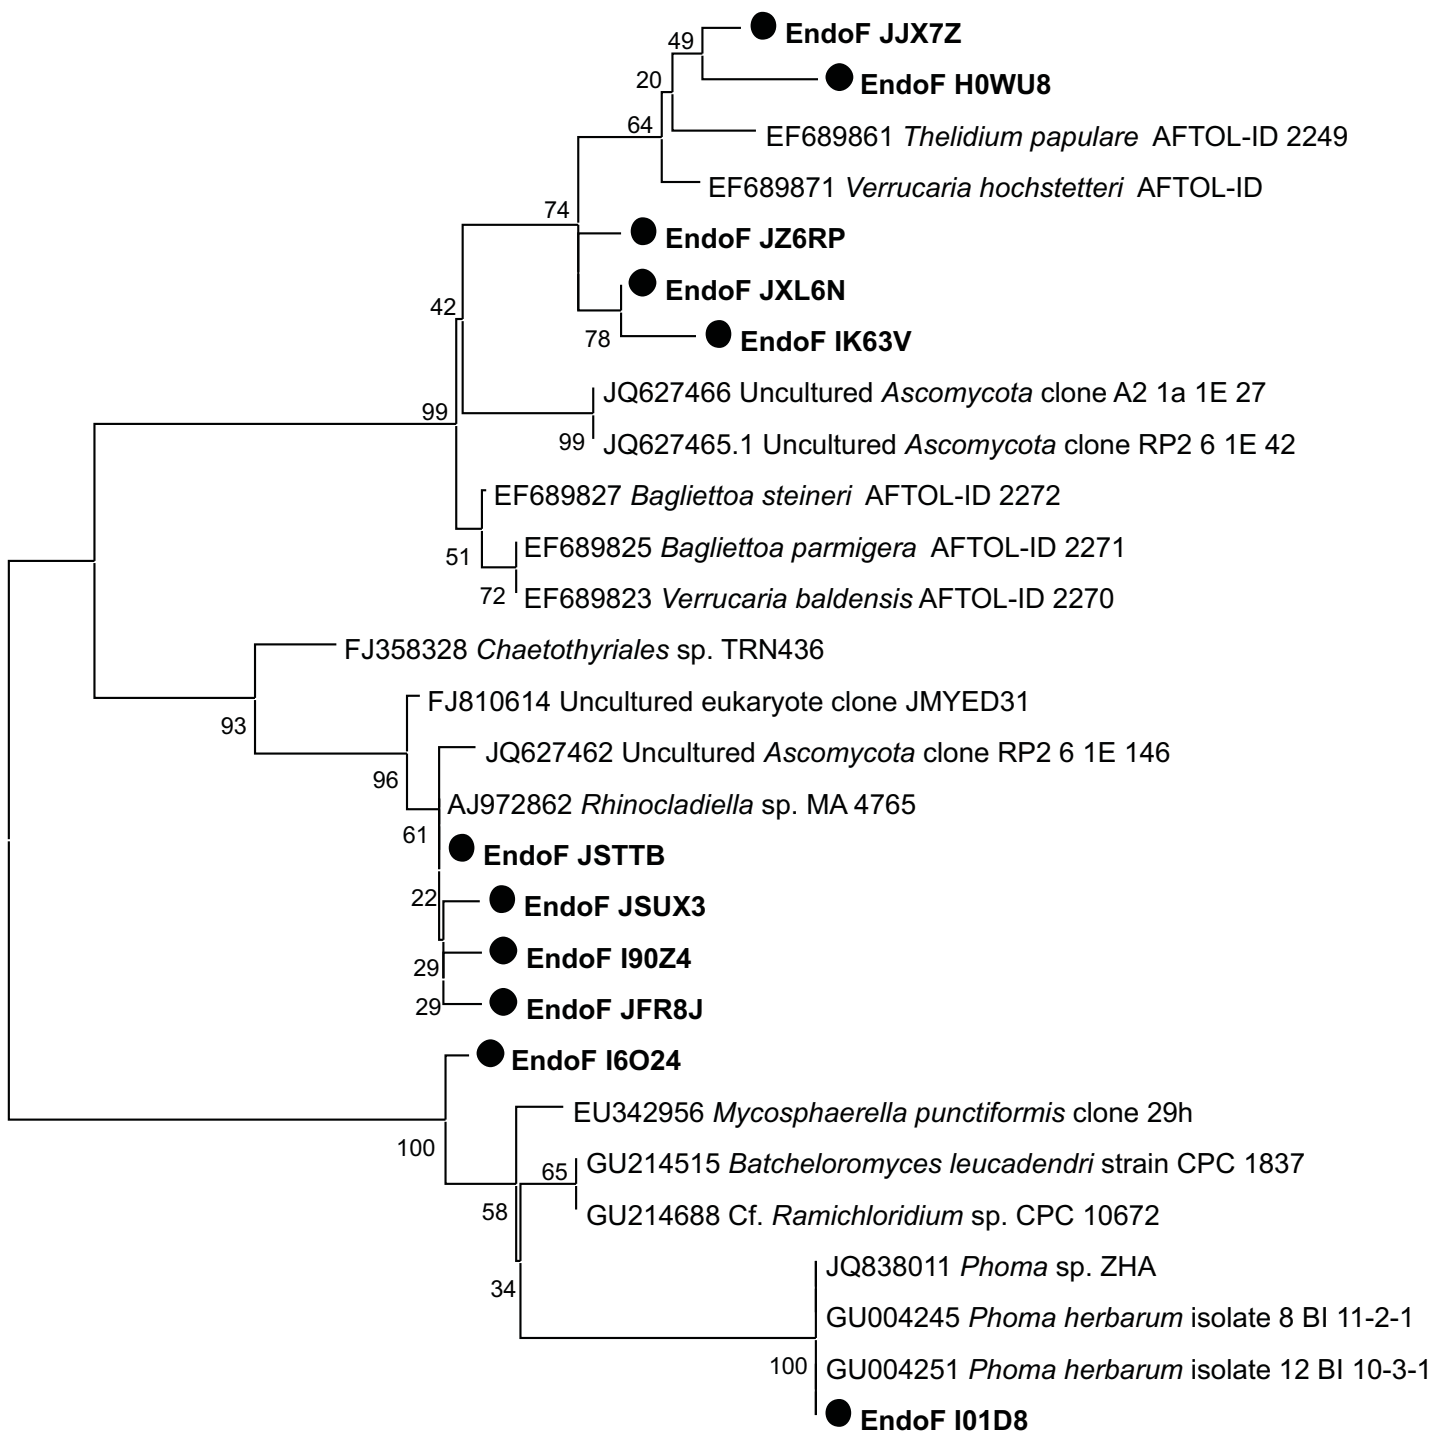 49
EndoF JJX7Z
20
EndoF H0WU8
64
EF689861 Thelidium papulare AFTOL-ID 2249
EF689871 Verrucaria hochstetteri AFTOL-ID
74
EndoF JZ6RP
EndoF JXL6N
42
78
EndoF IK63V
JQ627466 Uncultured Ascomycota clone A2 1a 1E 27
99
99
JQ627465.1 Uncultured Ascomycota clone RP2 6 1E 42
EF689827 Bagliettoa steineri AFTOL-ID 2272
51
EF689825 Bagliettoa parmigera AFTOL-ID 2271
72
EF689823 Verrucaria baldensis AFTOL-ID 2270
FJ358328 Chaetothyriales sp. TRN436
93
FJ810614 Uncultured eukaryote clone JMYED31
96
JQ627462 Uncultured Ascomycota clone RP2 6 1E 146
AJ972862 Rhinocladiella sp. MA 4765
61
EndoF JSTTB
22
EndoF JSUX3
29
EndoF I90Z4
29
EndoF JFR8J
EndoF I6O24
100
EU342956 Mycosphaerella punctiformis clone 29h
65
GU214515 Batcheloromyces leucadendri strain CPC 1837
58
GU214688 Cf. Ramichloridium sp. CPC 10672
34
JQ838011 Phoma sp. ZHA
GU004245 Phoma herbarum isolate 8 BI 11-2-1
100
GU004251 Phoma herbarum isolate 12 BI 10-3-1
EndoF I01D8